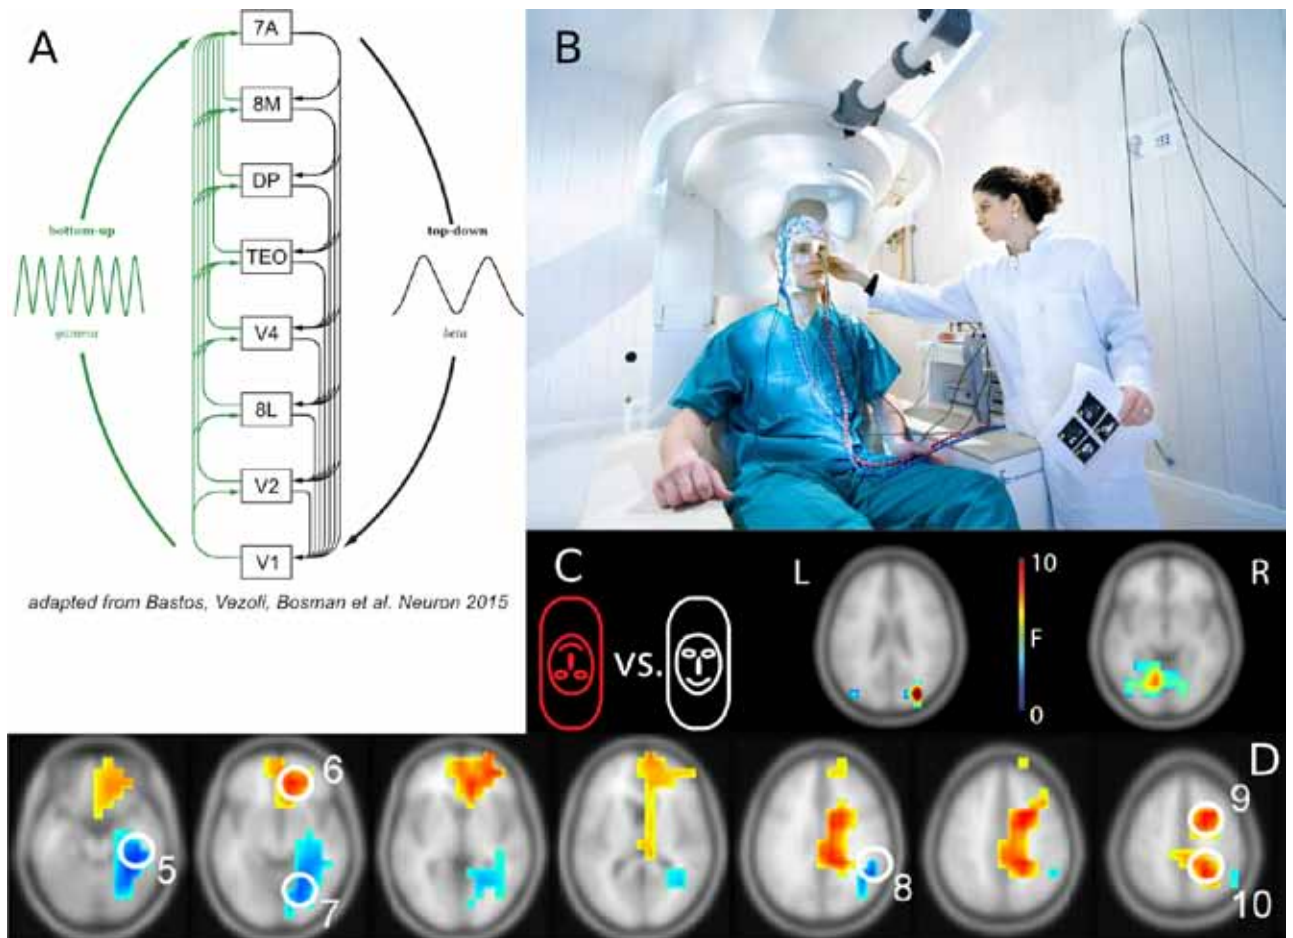 A
7A
8M
DP
TEO
V4
8L
V2
V1
bottom-up
gamma
top-down
beta
adapted from Bastos, Vezoli, Bosman et al. Neuron 2015
B
C
vs.
L
10
F
0
R
D
5
6
7
8
9
10